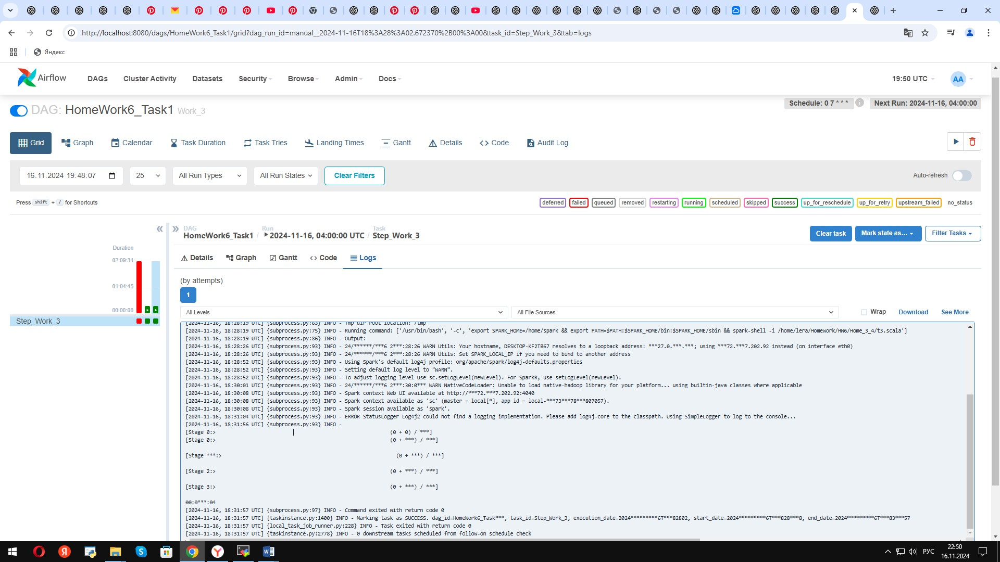 http://localhost:8080/dags/HomeWork6_Task1/grid?dag_run_id=manual__2024-11-16T18%3A28%3A02.672370%2B00%3A00&task_id=Step_Work_3&tab=logs
Яндекс
Airflow DAGs Cluster Activity Datasets Security Browse Admin Docs 19:50 UTC AA
DAG: HomeWork6_Task1 Work_3
Schedule: 0 7 * * * Next Run: 2024-11-16, 04:00:00
Grid Graph Calendar Task Duration Task Tries Landing Times Gantt Details Code Audit Log
16.11.2024 19:48:07 25 All Run Types All Run States Clear Filters Auto-refresh
Press shift + / for Shortcuts
deferred failed queued removed restarting running scheduled skipped success up_for_reschedule up_for_retry upstream_failed no_status
DAG Run Task
HomeWork6_Task1 / 2024-11-16, 04:00:00 UTC / Step_Work_3
Clear task Mark state as... Filter Tasks
Duration
02:09:31
01:04:45
00:00:00
Step_Work_3
Details Graph Gantt Code Logs
(by attempts)
1
All Levels All File Sources Wrap Download See More
[2024-11-16, 18:28:19 UTC] {subprocess.py:63} INFO - Tmp dir root location: /tmp
[2024-11-16, 18:28:19 UTC] {subprocess.py:75} INFO - Running command: ['/usr/bin/bash', '-c', 'export SPARK_HOME=/home/spark && export PATH=$PATH:$SPARK_HOME/bin:$SPARK_HOME/sbin && spark-shell -i /home/lera/Homework/HW6/Home_3_4/t3.scala']
[2024-11-16, 18:28:19 UTC] {subprocess.py:86} INFO - Output:
[2024-11-16, 18:28:26 UTC] {subprocess.py:93} INFO - 24/******/***6 2***:28:26 WARN Utils: Your hostname, DESKTOP-KF2TB67 resolves to a loopback address: ***27.0.***.***; using ***72.***7.202.92 instead (on interface eth0)
[2024-11-16, 18:28:26 UTC] {subprocess.py:93} INFO - 24/******/***6 2***:28:26 WARN Utils: Set SPARK_LOCAL_IP if you need to bind to another address
[2024-11-16, 18:28:52 UTC] {subprocess.py:93} INFO - Using Spark's default log4j profile: org/apache/spark/log4j-defaults.properties
[2024-11-16, 18:28:52 UTC] {subprocess.py:93} INFO - Setting default log level to "WARN".
[2024-11-16, 18:28:52 UTC] {subprocess.py:93} INFO - To adjust logging level use sc.setLogLevel(newLevel). For SparkR, use setLogLevel(newLevel).
[2024-11-16, 18:30:01 UTC] {subprocess.py:93} INFO - 24/******/***6 2***:30:0*** WARN NativeCodeLoader: Unable to load native-hadoop library for your platform... using builtin-java classes where applicable
[2024-11-16, 18:30:08 UTC] {subprocess.py:93} INFO - Spark context Web UI available at http://***72.***7.202.92:4040
[2024-11-16, 18:30:08 UTC] {subprocess.py:93} INFO - Spark context available as 'sc' (master = local[*], app id = local-***73***78***807057).
[2024-11-16, 18:30:08 UTC] {subprocess.py:93} INFO - Spark session available as 'spark'.
[2024-11-16, 18:31:04 UTC] {subprocess.py:93} INFO - ERROR StatusLogger Log4j2 could not find a logging implementation. Please add log4j-core to the classpath. Using SimpleLogger to log to the console...
[2024-11-16, 18:31:56 UTC] {subprocess.py:93} INFO -
[Stage 0:> (0 + 0) / ***]
[Stage 0:> (0 + ***) / ***]
[Stage ***:> (0 + ***) / ***]
[Stage 2:> (0 + ***) / ***]
[Stage 3:> (0 + ***) / ***]
00:0***:04
[2024-11-16, 18:31:57 UTC] {subprocess.py:97} INFO - Command exited with return code 0
[2024-11-16, 18:31:57 UTC] {taskinstance.py:1400} INFO - Marking task as SUCCESS. dag_id=HomeWork6_Task***, task_id=Step_Work_3, execution_date=2024*********6T***82802, start_date=2024*********6T***828***8, end_date=2024*********6T***83***57
[2024-11-16, 18:31:57 UTC] {local_task_job_runner.py:228} INFO - Task exited with return code 0
[2024-11-16, 18:31:57 UTC] {taskinstance.py:2778} INFO - 0 downstream tasks scheduled from follow-on schedule check
РУС 22:50
16.11.2024